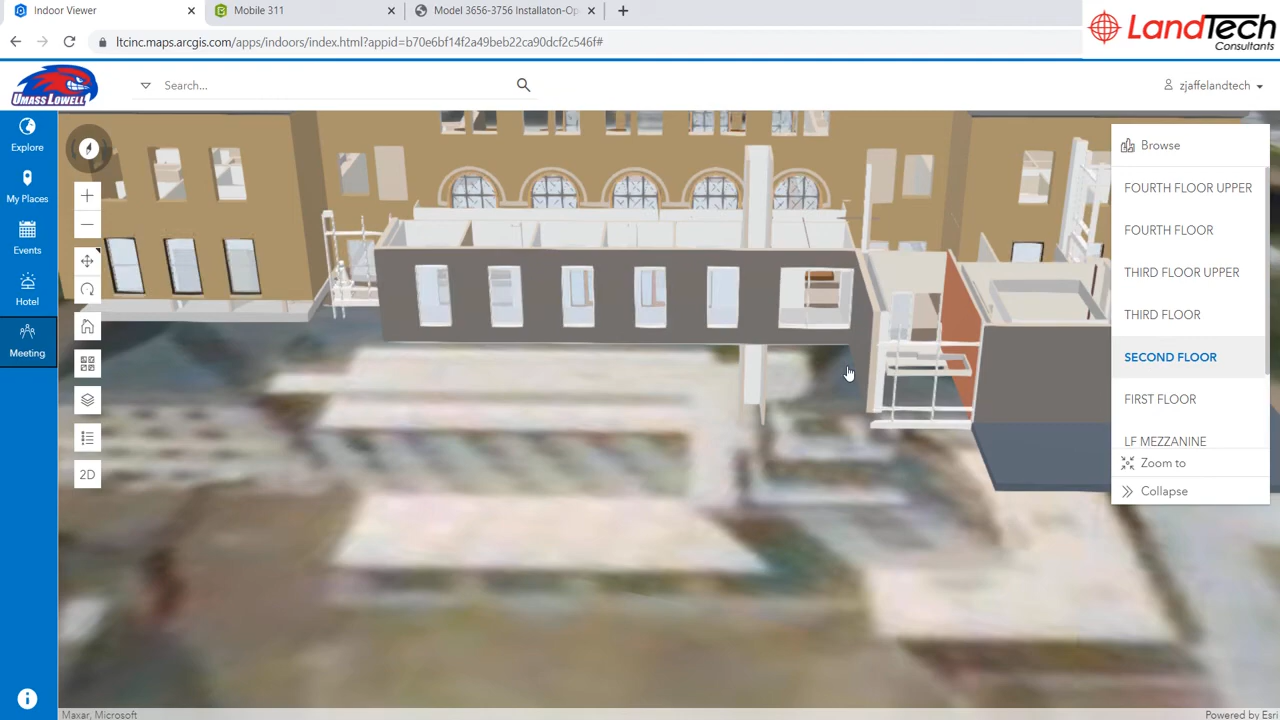 Indoor Viewer
Mobile 311
Model 3656-3756 Installaton-Op
ltcinc.maps.arcgis.com/apps/indoors/index.html?appid=b70e6bf14f2a49beb22ca90dcf2c546f#
LandTech
Consultants
UMASS LOWELL
Search...
zjaffelandtech
Explore
My Places
Events
Hotel
Meeting
2D
Browse
FOURTH FLOOR UPPER
FOURTH FLOOR
THIRD FLOOR UPPER
THIRD FLOOR
SECOND FLOOR
FIRST FLOOR
LF MEZZANINE
Zoom to
Collapse
Maxar, Microsoft
Powered by Esri